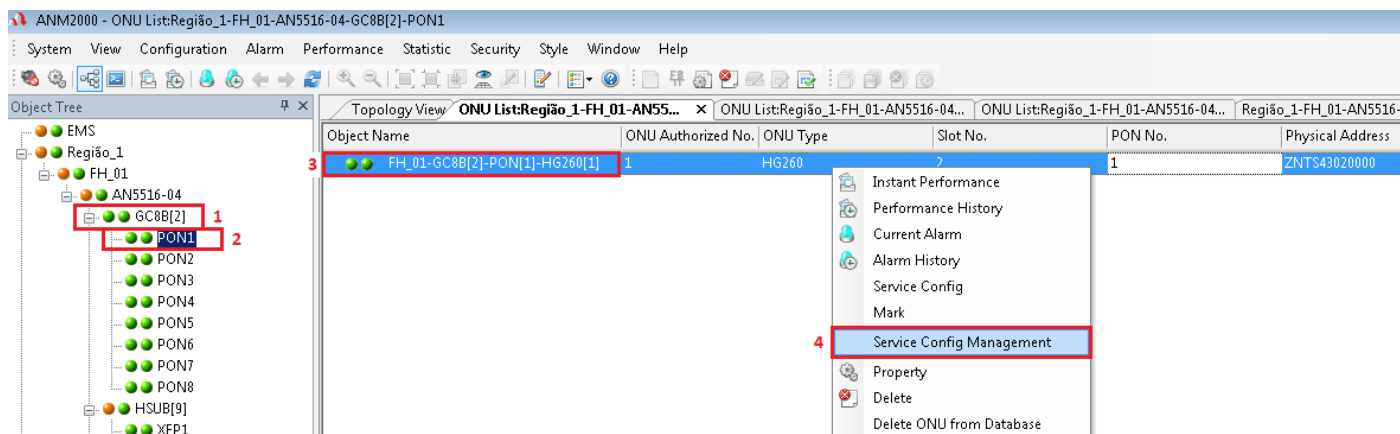 ANM2000 - ONU List:Região_1-FH_01-AN5516-04-GC8B[2]-PON1
System View Configuration Alarm Performance Statistic Security Style Window Help
Object Tree
Topology View ONU List:Região_1-FH_01-AN55... ONU List:Região_1-FH_01-AN5516-04... ONU List:Região_1-FH_01-AN5516-04... Região_1-FH_01-AN5516-
EMS
Região_1
FH_01
AN5516-04
GC8B[2] 1
PON1 2
PON2
PON3
PON4
PON5
PON6
PON7
PON8
HSUB[9]
XFP1
Object Name ONU Authorized No. ONU Type Slot No. PON No. Physical Address
3 FH_01-GC8B[2]-PON[1]-HG260[1] 1 HG260 2 1 ZNTS43020000
Instant Performance
Performance History
Current Alarm
Alarm History
Service Config
Mark
4 Service Config Management
Property
Delete
Delete ONU from Database